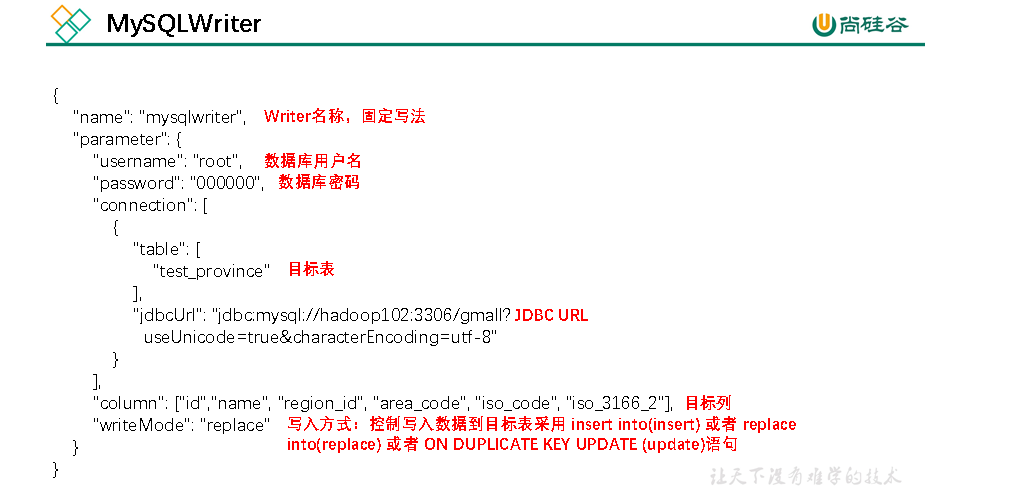 MySQLWriter
尚硅谷
{
"name": "mysqlwriter", Writer名称，固定写法
"parameter": {
"username": "root", 数据库用户名
"password": "000000", 数据库密码
"connection": [
{
"table": [
"test_province" 目标表
],
"jdbcUrl": "jdbc:mysql://hadoop102:3306/gmall? JDBC URL
useUnicode=true&characterEncoding=utf-8"
}
],
"column": ["id","name", "region_id", "area_code", "iso_code", "iso_3166_2"], 目标列
"writeMode": "replace" 写入方式：控制写入数据到目标表采用 insert into(insert) 或者 replace
into(replace) 或者 ON DUPLICATE KEY UPDATE (update)语句
}
}
让天下没有难学的技术